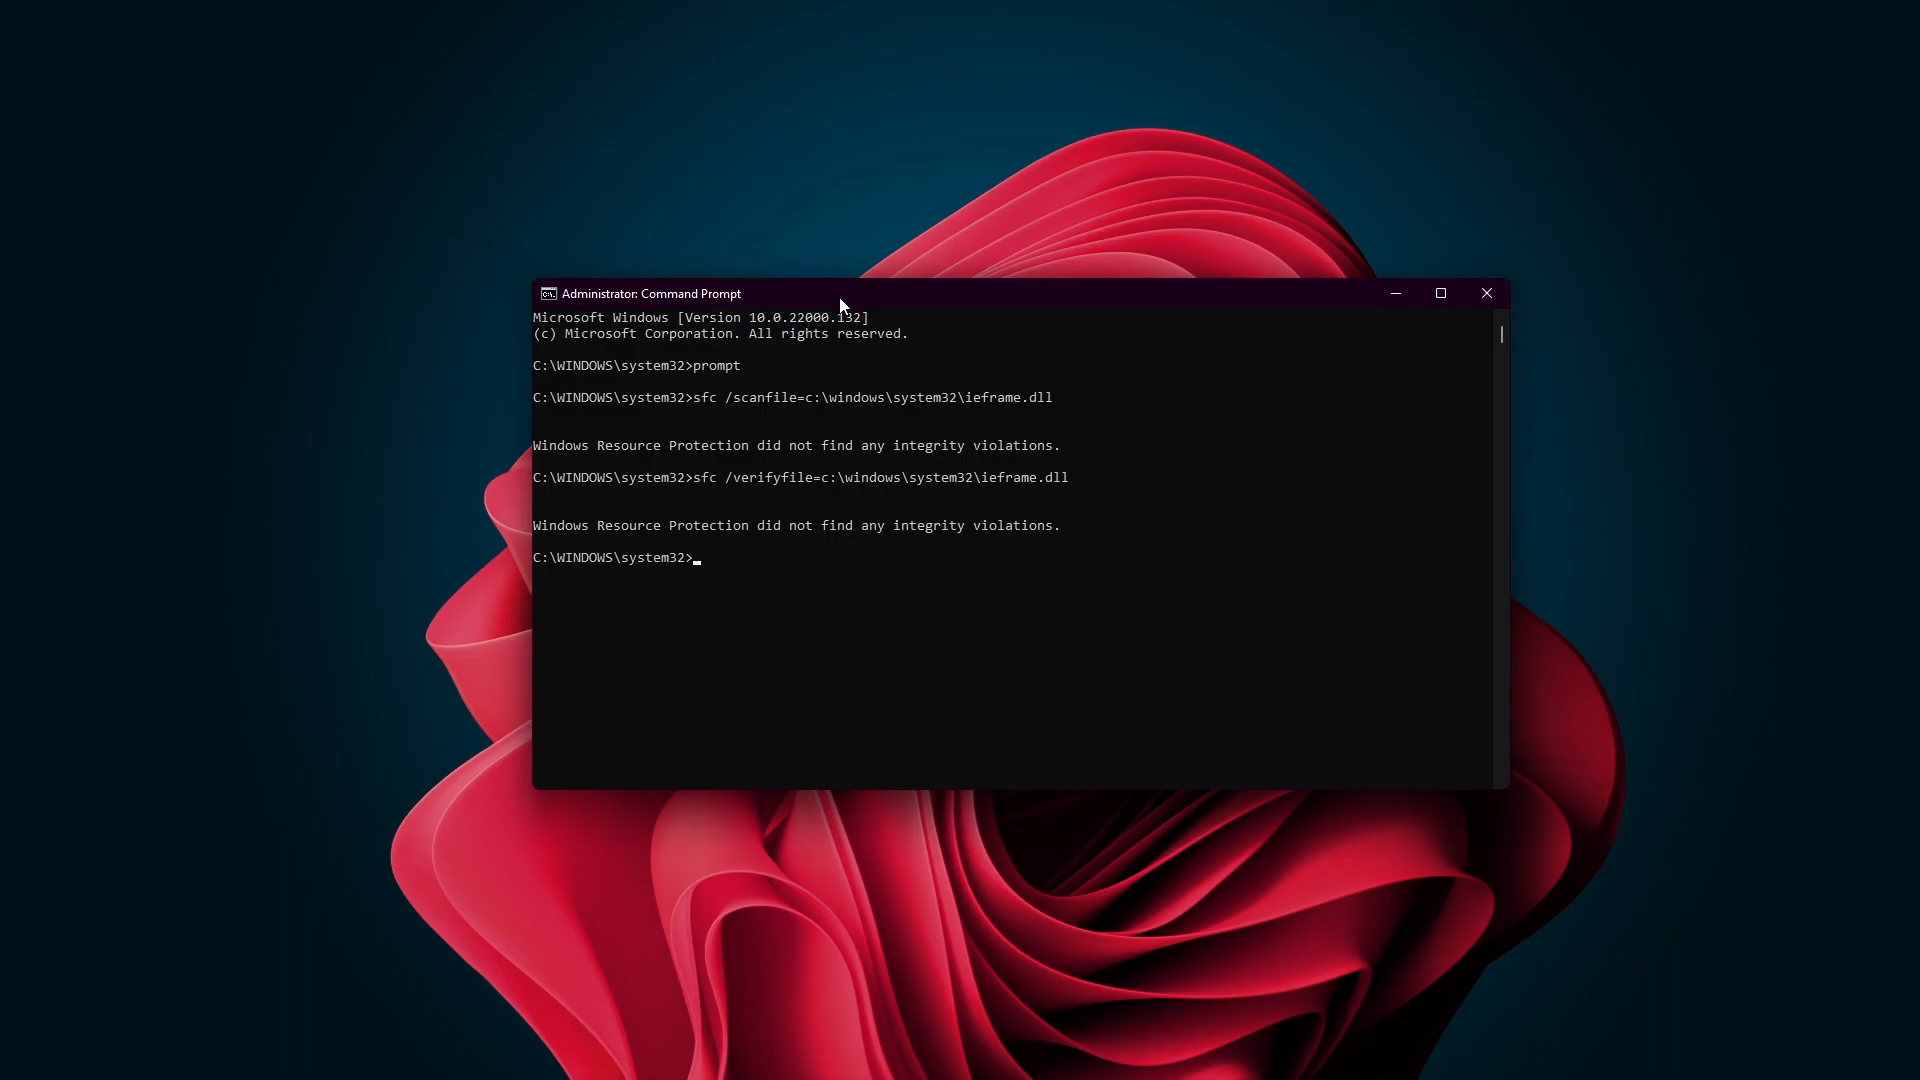 Administrator: Command Prompt
Microsoft Windows [Version 10.0.22000.132]
(c) Microsoft Corporation. All rights reserved.
C:\WINDOWS\system32>prompt
C:\WINDOWS\system32>sfc /scanfile=c:\windows\system32\ieframe.dll
Windows Resource Protection did not find any integrity violations.
C:\WINDOWS\system32>sfc /verifyfile=c:\windows\system32\ieframe.dll
Windows Resource Protection did not find any integrity violations.
C:\WINDOWS\system32>